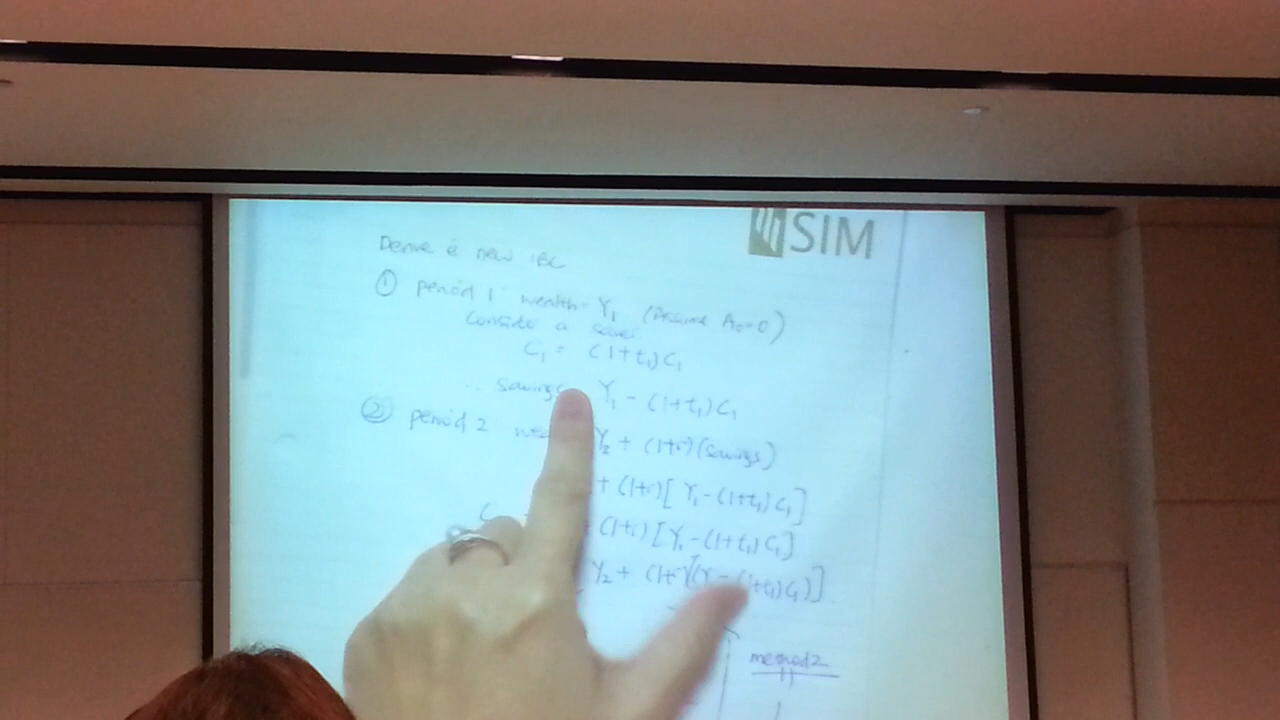 SIM
Derive é new IBC
① period 1 wealth = Y₁ (Assume A₀=0)
Consider a saver
C₁ = (1+t₁)C₁
savings Y₁ - (1+t₁)C₁
② period 2 Y₂ + (1+r)(savings)
+ (1+r)[Y₁-(1+t₁)C₁]
(1+r)[Y₁-(1+t₁)C₁]
Y₂ + (1+r)(Y₁-(1+t₁)C₁)]
method 2